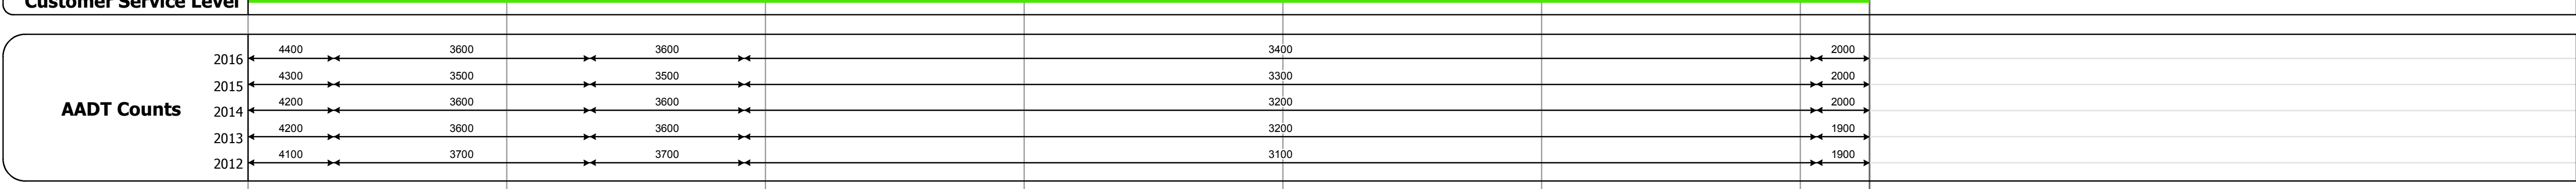 Customer Service Level
AADT Counts
2016 4400 3600 3600 3400 2000
2015 4300 3500 3500 3300 2000
2014 4200 3600 3600 3200 2000
2013 4200 3600 3600 3200 1900
2012 4100 3700 3700 3100 1900